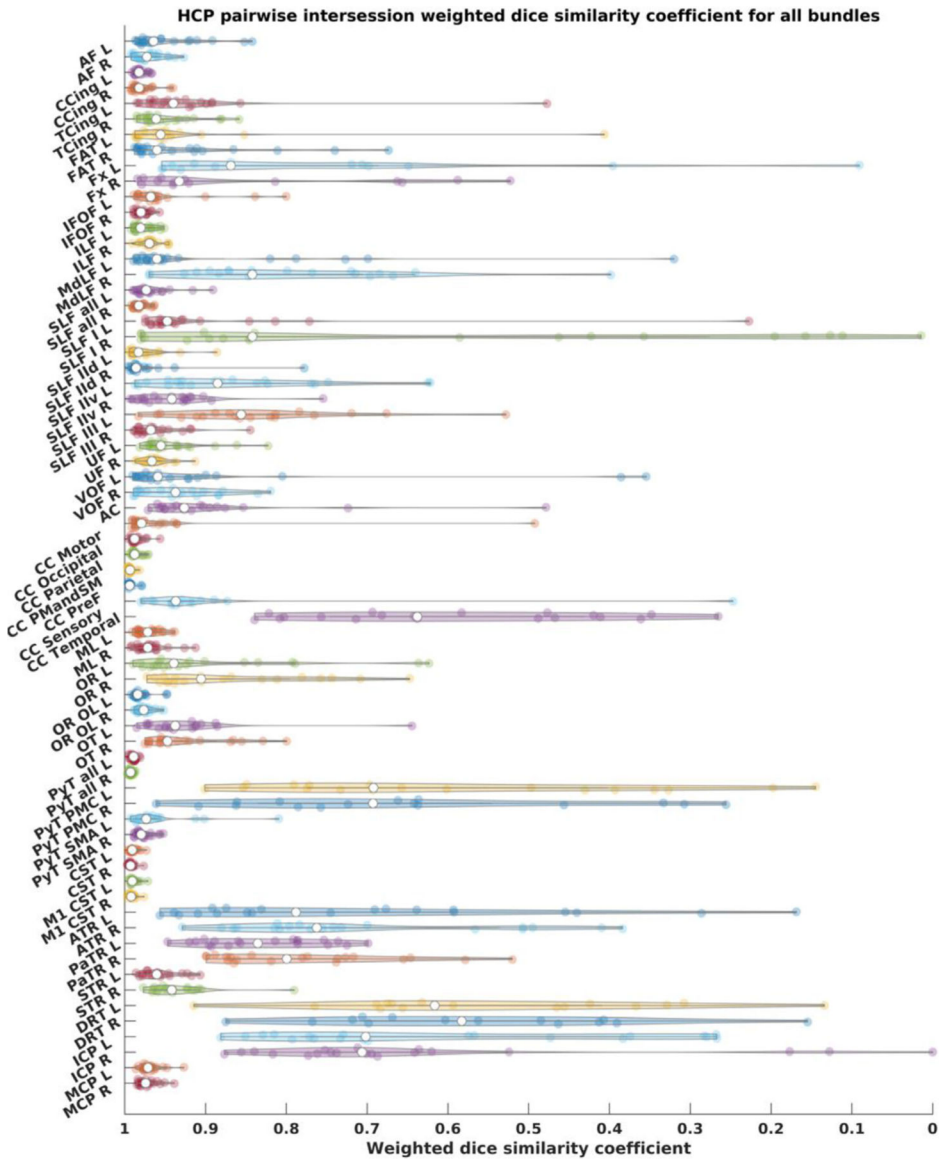 HCP pairwise intersession weighted dice similarity coefficient for all bundles
AF L
AF R
CCing L
CCing R
TCing L
TCing R
FAT L
FAT R
Fx L
Fx R
IFOF L
IFOF R
ILF L
ILF R
MdLF L
MdLF R
SLF all L
SLF all R
SLF I L
SLF I R
SLF IId L
SLF IId R
SLF IIv L
SLF IIv R
SLF III L
SLF III R
UF L
UF R
VOF L
VOF R
AC
CC Motor
CC Occipital
CC Parietal
CC PMandSM
CC PreF
CC Sensory
CC Temporal
ML L
ML R
OR L
OR R
OR OL L
OR OL R
OT L
OT R
PyT all L
PyT all R
PyT PMC L
PyT PMC R
PyT SMA L
PyT SMA R
CST L
CST R
M1 CST L
M1 CST R
ATR L
ATR R
PaTR L
PaTR R
STR L
STR R
DRT L
DRT R
ICP L
ICP R
MCP L
MCP R
1 0.9 0.8 0.7 0.6 0.5 0.4 0.3 0.2 0.1 0
Weighted dice similarity coefficient